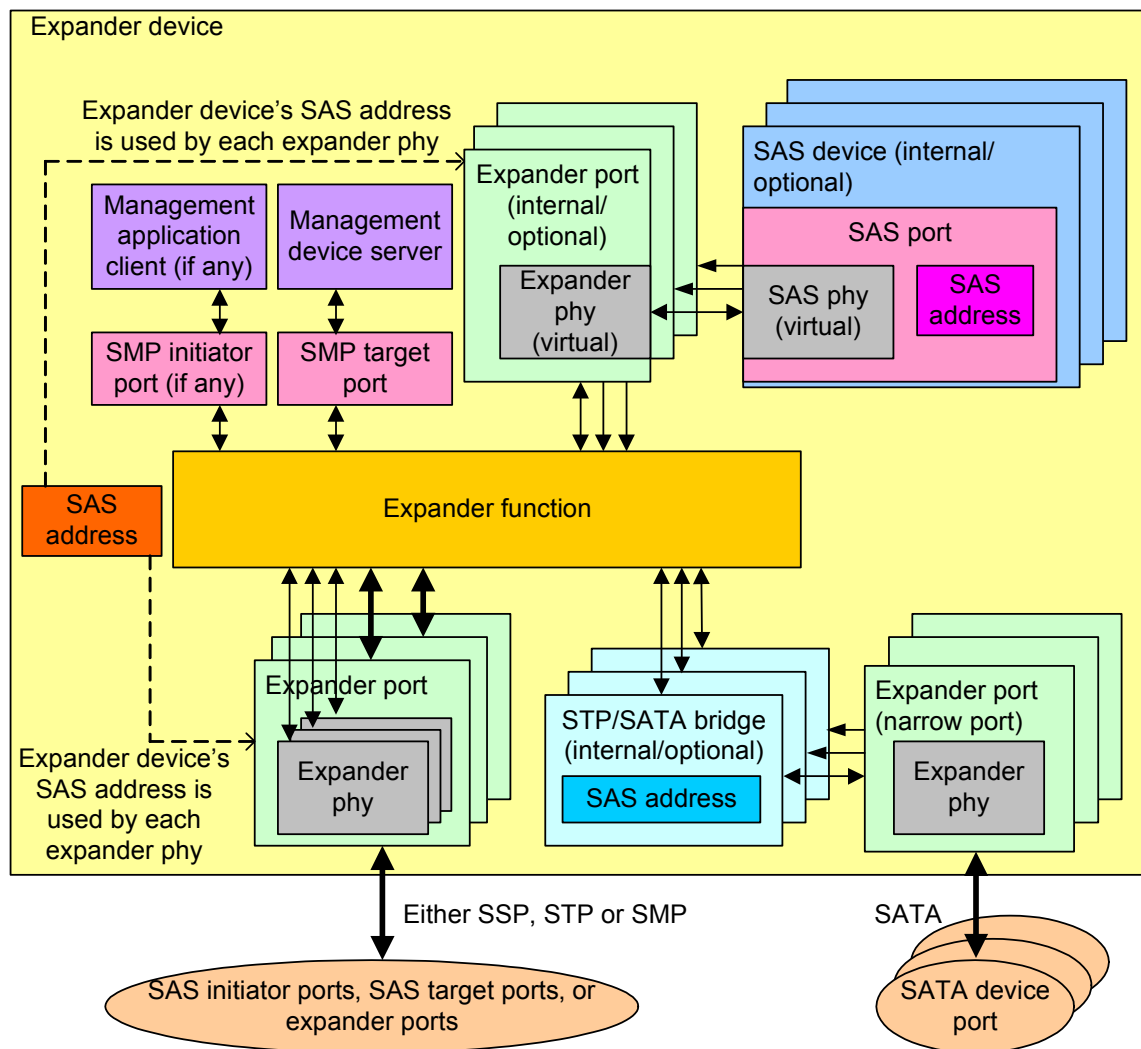 Expander device
Expander device's SAS address
is used by each expander phy
Management
application
client (if any)
Management
device server
Expander port
(internal/
optional)
Expander
phy
(virtual)
SAS device (internal/
optional)
SAS port
SAS phy
(virtual)
SAS
address
SMP initiator
port (if any)
SMP target
port
SAS
address
Expander function
Expander port
Expander
phy
STP/SATA bridge
(internal/optional)
SAS address
Expander port
(narrow port)
Expander
phy
Expander device's
SAS address is
used by each
expander phy
Either SSP, STP or SMP
SATA
SAS initiator ports, SAS target ports, or
expander ports
SATA device
port